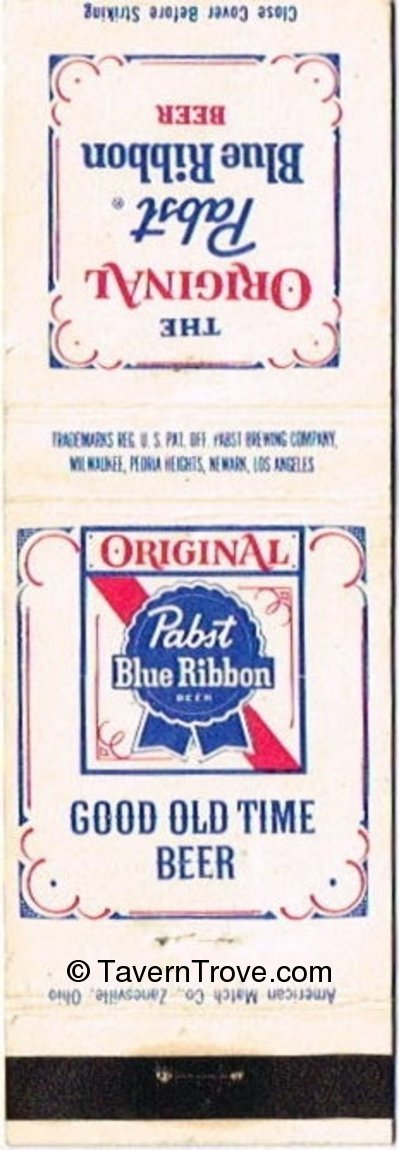 Close Cover Before Striking
THE
ORIGINAL
Pabst®
Blue Ribbon
BEER
TRADEMARKS REG. U. S. PAT. OFF. PABST BREWING COMPANY,
MILWAUKEE, PEORIA HEIGHTS, NEWARK, LOS ANGELES
ORIGINAL
Pabst
Blue Ribbon
BEER
GOOD OLD TIME
BEER
© TavernTrove.com
American Match Co., Zanesville, Ohio